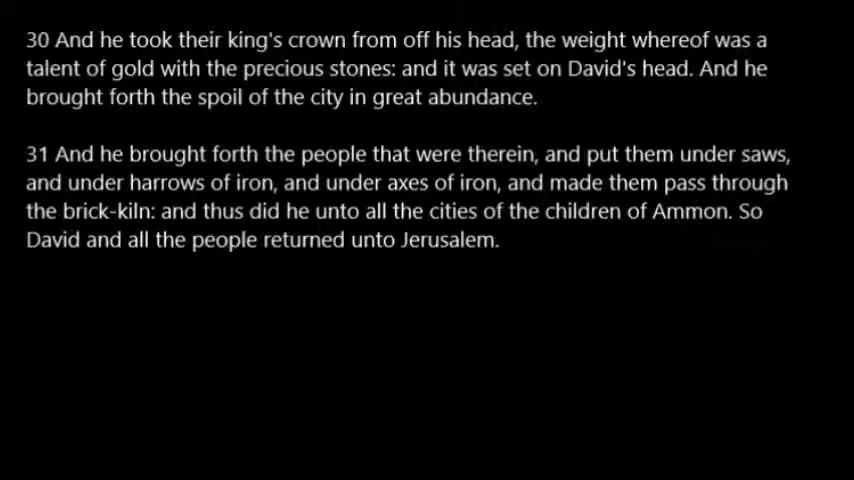 30 And he took their king's crown from off his head, the weight whereof was a
talent of gold with the precious stones: and it was set on David's head. And he
brought forth the spoil of the city in great abundance.
31 And he brought forth the people that were therein, and put them under saws,
and under harrows of iron, and under axes of iron, and made them pass through
the brick-kiln: and thus did he unto all the cities of the children of Ammon. So
David and all the people returned unto Jerusalem.